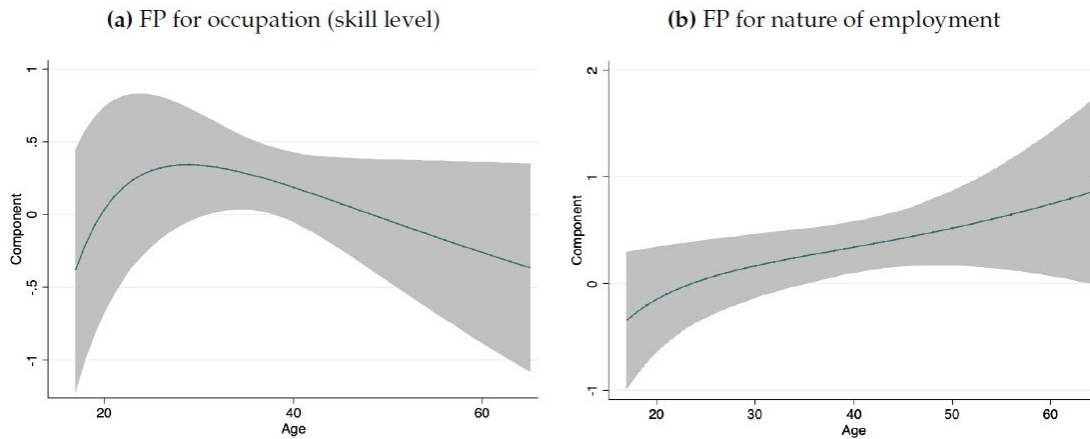 (a) FP for occupation (skill level)
1
.5
0
-.5
-1
Component
20
40
60
Age
(b) FP for nature of employment
2
1
0
-1
Component
20
30
40
50
60
Age